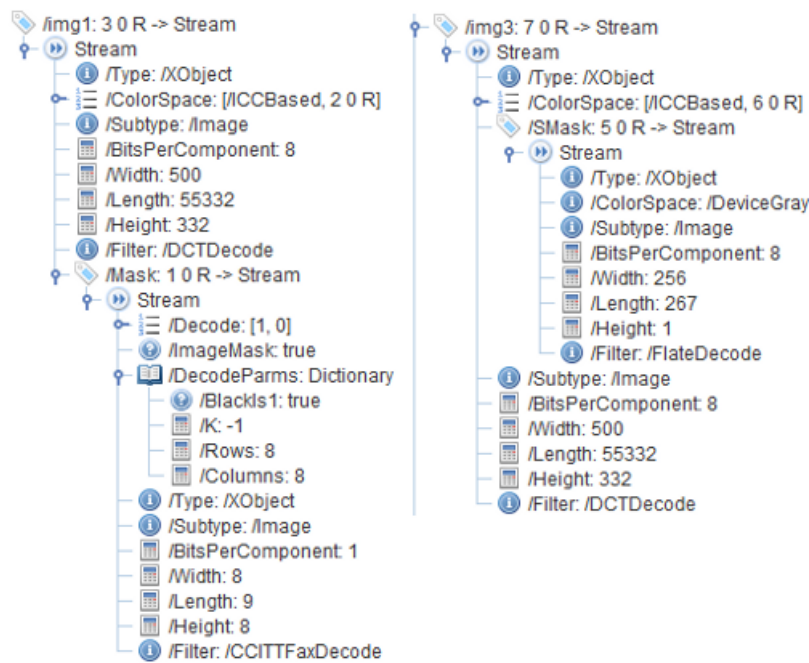 /img1: 3 0 R -> Stream
Stream
/Type: /XObject
/ColorSpace: [/ICCBased, 2 0 R]
/Subtype: /Image
/BitsPerComponent: 8
/Width: 500
/Length: 55332
/Height: 332
/Filter: /DCTDecode
/Mask: 1 0 R -> Stream
Stream
/Decode: [1, 0]
/ImageMask: true
/DecodeParms: Dictionary
/BlackIs1: true
/K: -1
/Rows: 8
/Columns: 8
/Type: /XObject
/Subtype: /Image
/BitsPerComponent: 1
/Width: 8
/Length: 9
/Height: 8
/Filter: /CCITTFaxDecode
/img3: 7 0 R -> Stream
Stream
/Type: /XObject
/ColorSpace: [/ICCBased, 6 0 R]
/SMask: 5 0 R -> Stream
Stream
/Type: /XObject
/ColorSpace: /DeviceGray
/Subtype: /Image
/BitsPerComponent: 8
/Width: 256
/Length: 267
/Height: 1
/Filter: /FlateDecode
/Subtype: /Image
/BitsPerComponent: 8
/Width: 500
/Length: 55332
/Height: 332
/Filter: /DCTDecode